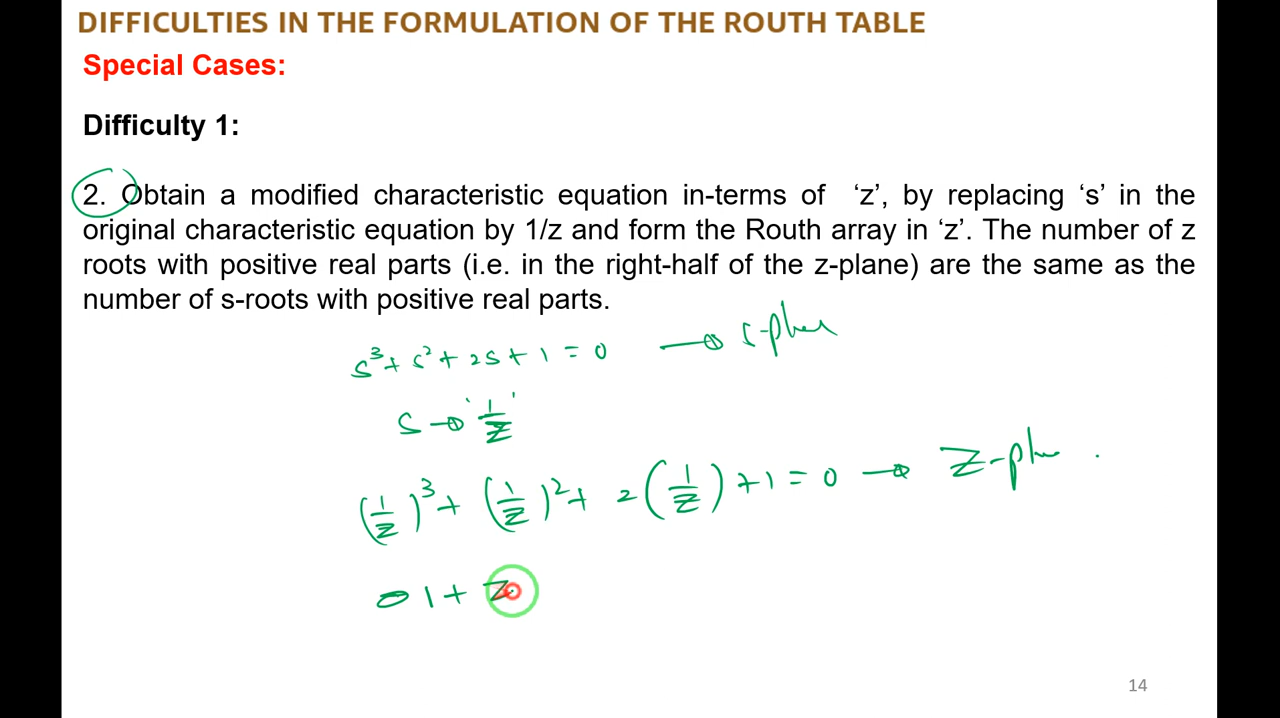 DIFFICULTIES IN THE FORMULATION OF THE ROUTH TABLE
Special Cases:
Difficulty 1:
2. Obtain a modified characteristic equation in-terms of ‘z’, by replacing ‘s’ in the
original characteristic equation by 1/z and form the Routh array in ‘z’. The number of z
roots with positive real parts (i.e. in the right-half of the z-plane) are the same as the
number of s-roots with positive real parts.
s³ + s² + 2s + 1 = 0 → s-plane
s → '1/z'
(1/z)³ + (1/z)² + 2(1/z) + 1 = 0 → z-plane
1 + z
14